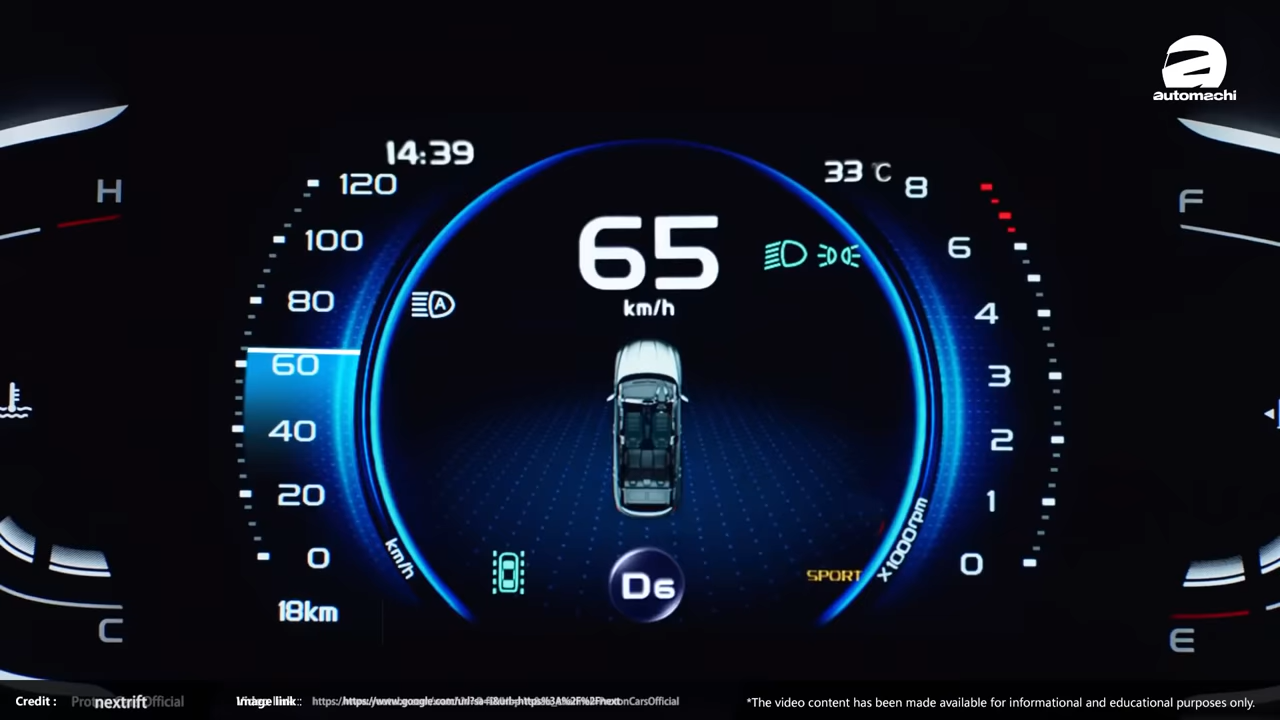 automachi
14:39
33 °C
H
120
8
F
100
65
6
80
A
km/h
4
60
3
40
2
20
1
0
km/h
SPORT
x1000rpm
0
D6
18km
C
E
Credit :
nextrift
Official
*The video content has been made available for informational and educational purposes only.